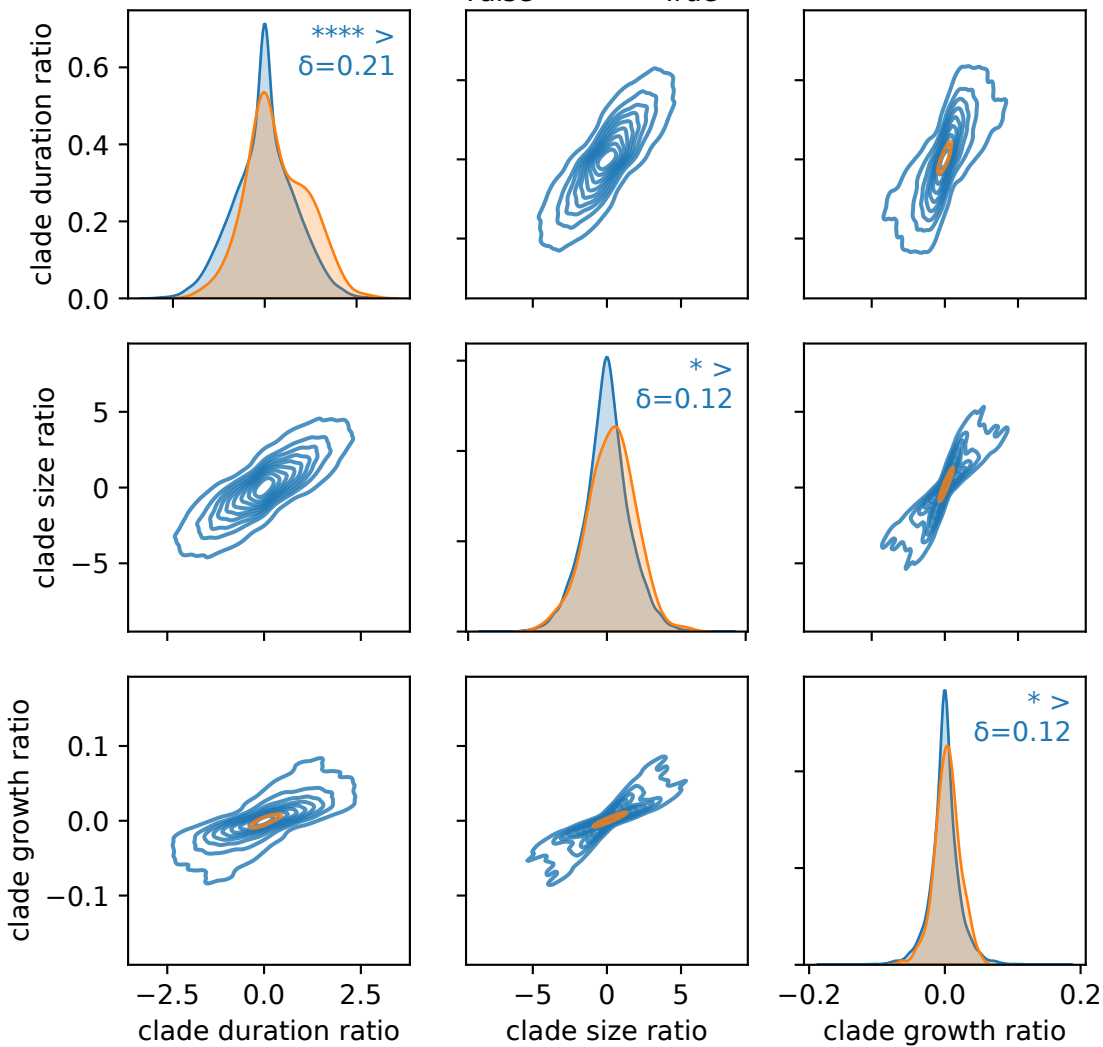 False True
clade duration ratio
0.6
0.4
0.2
0.0
**** >
δ=0.21
clade size ratio
5
0
−5
* >
δ=0.12
clade growth ratio
0.1
0.0
−0.1
* >
δ=0.12
−2.5 0.0 2.5
−5 0 5
−0.2 0.0 0.2
clade duration ratio
clade size ratio
clade growth ratio